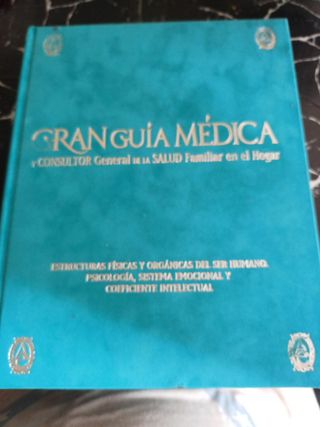 GRAN GUÍA MÉDICA
Y CONSULTOR General DE LA SALUD Familiar en el Hogar
ESTRUCTURAS FÍSICAS Y ORGÁNICAS DEL SER HUMANO.
PSICOLOGÍA, SISTEMA EMOCIONAL Y
COEFICIENTE INTELECTUAL